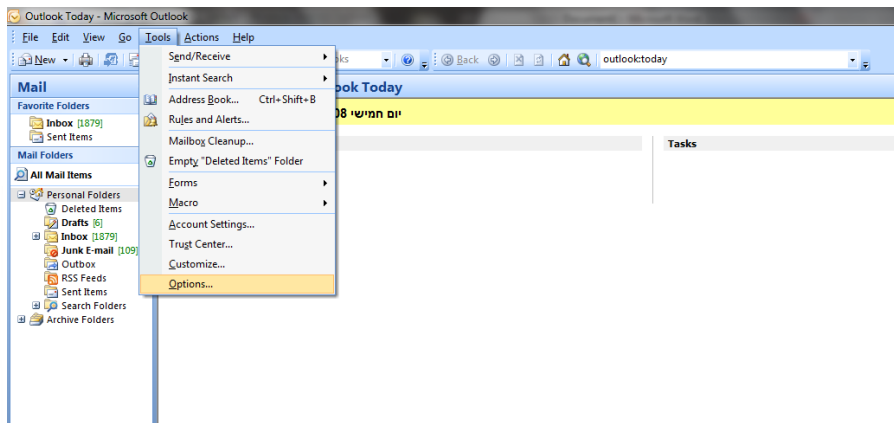 Outlook Today - Microsoft Outlook
File Edit View Go Tools Actions Help
New Back outlook:today
Send/Receive
Instant Search
Address Book... Ctrl+Shift+B
Rules and Alerts...
Mailbox Cleanup...
Empty "Deleted Items" Folder
Forms
Macro
Account Settings...
Trust Center...
Customize...
Options...
Mail
Favorite Folders
Inbox [1879]
Sent Items
Mail Folders
All Mail Items
Personal Folders
Deleted Items
Drafts [6]
Inbox [1879]
Junk E-mail [109]
Outbox
RSS Feeds
Sent Items
Search Folders
Archive Folders
ook Today
יום חמישי 08
Tasks